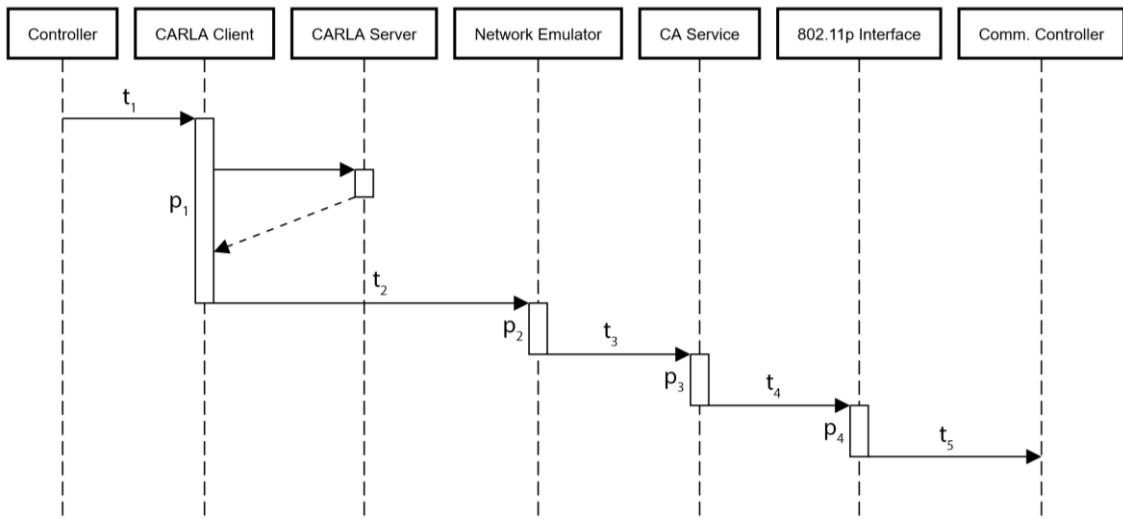 Controller
CARLA Client
CARLA Server
Network Emulator
CA Service
802.11p Interface
Comm. Controller
t₁
p₁
t₂
p₂
t₃
p₃
t₄
p₄
t₅